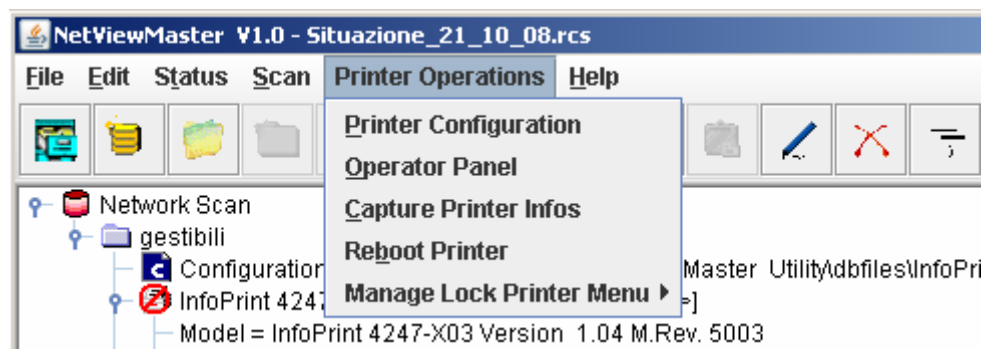 NetViewMaster V1.0 - Situazione_21_10_08.rcs
File Edit Status Scan Printer Operations Help
Printer Configuration
Operator Panel
Capture Printer Infos
Reboot Printer
Manage Lock Printer Menu
Network Scan
gestibili
Configuration Master Utility\dbfiles\InfoPri
InfoPrint 4247 >]
Model = InfoPrint 4247-X03 Version 1.04 M.Rev. 5003